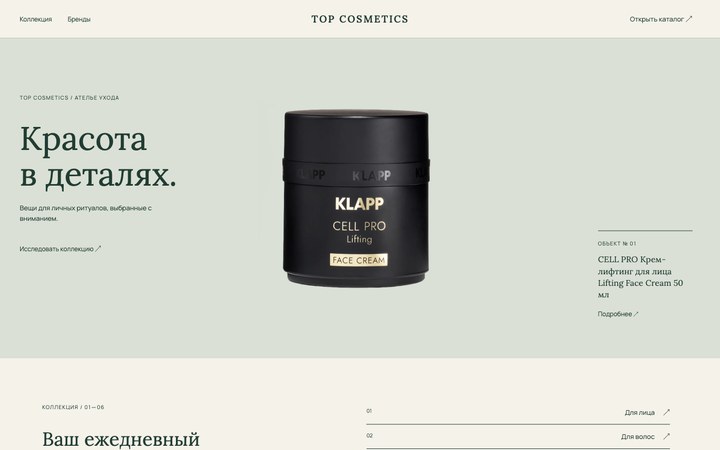 Коллекция
Бренды
TOP COSMETICS
Открыть каталог
TOP COSMETICS / АТЕЛЬЕ УХОДА
Красота
в деталях.
Вещи для личных ритуалов, выбранные с
вниманием.
Исследовать коллекцию
KLAPP
KLAPP
CELL PRO
Lifting
FACE CREAM
ОБЪЕКТ № 01
CELL PRO Крем-
лифтинг для лица
Lifting Face Cream 50
мл
Подробнее
КОЛЛЕКЦИЯ / 01—06
Ваш ежедневный
01
Для лица
02
Для волос